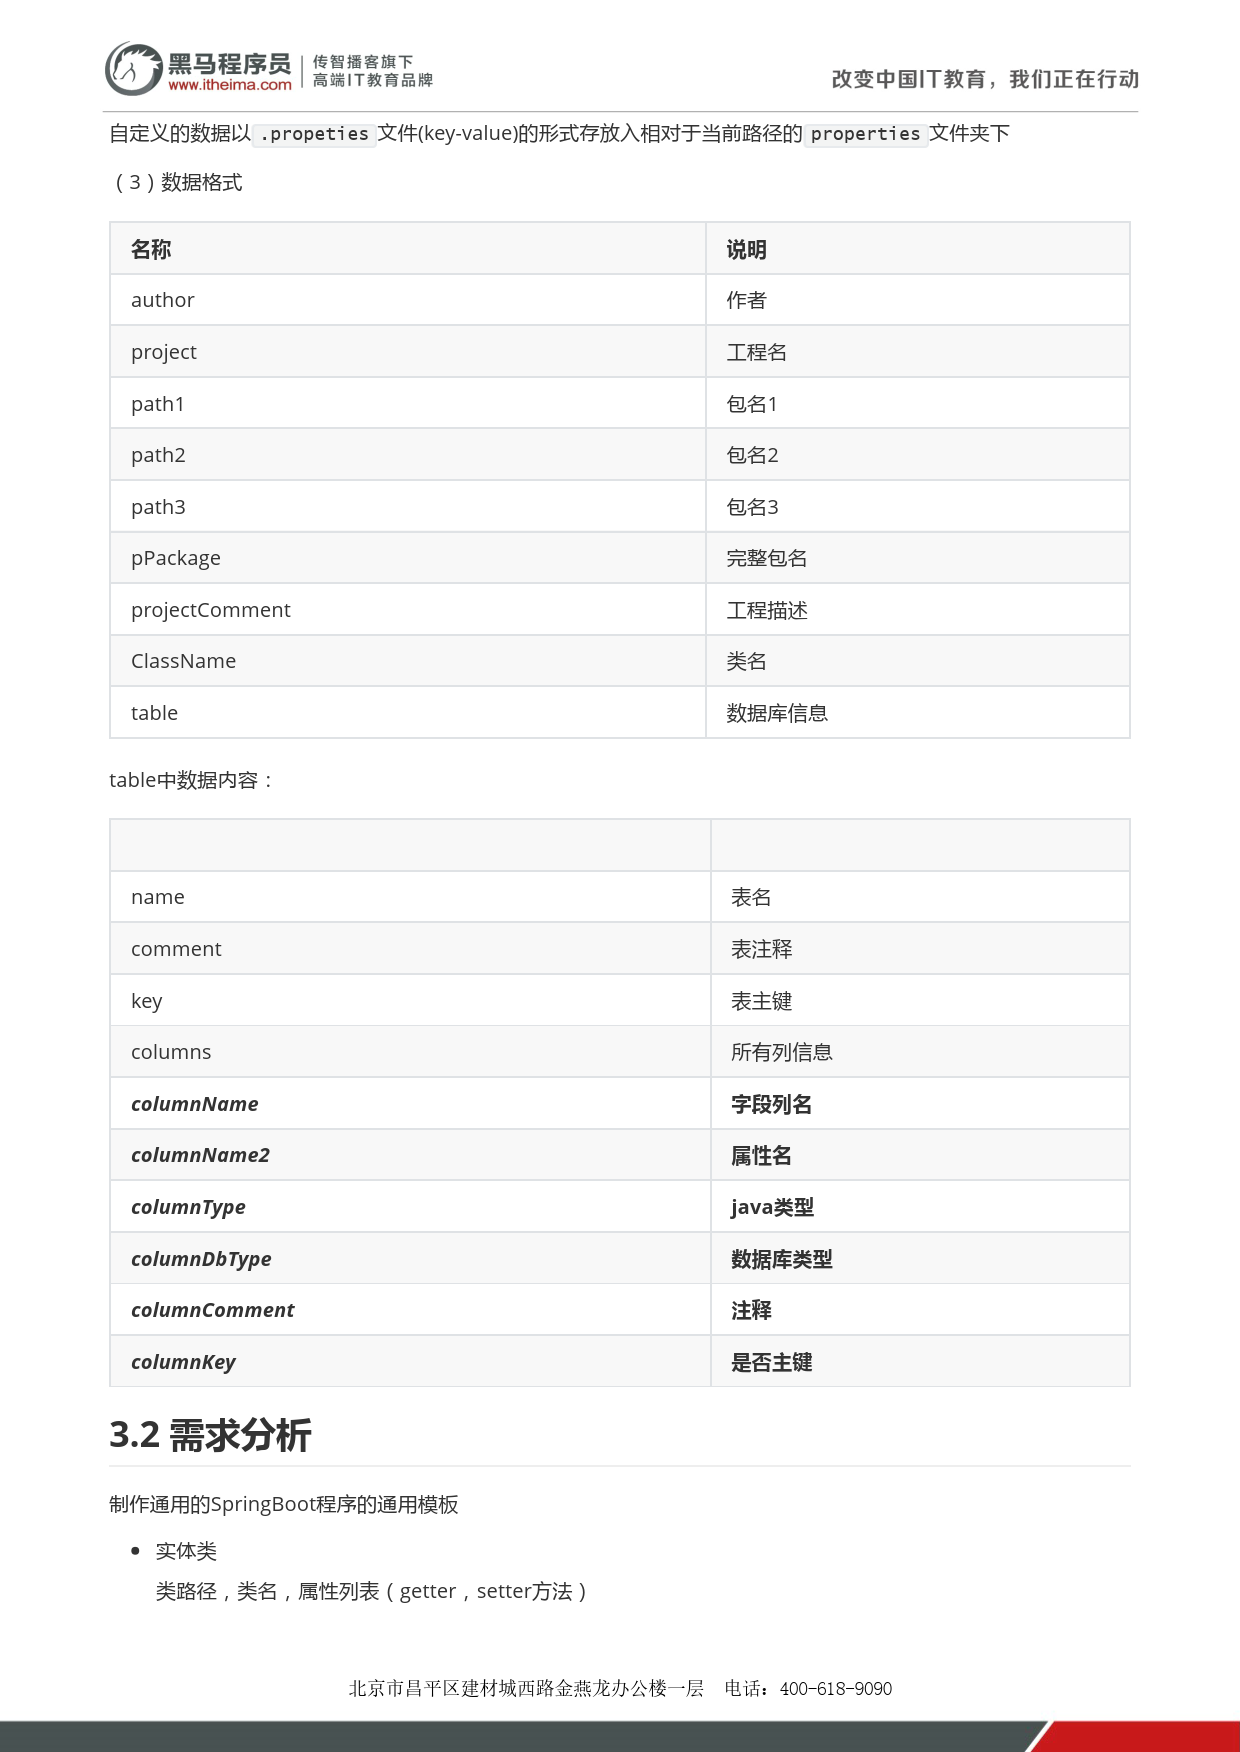 黑马程序员
www.itheima.com
传智播客旗下
高端IT教育品牌
改变中国IT教育，我们正在行动
自定义的数据以 .propeties 文件(key-value)的形式存放入相对于当前路径的 properties 文件夹下
（3）数据格式
名称 说明
author 作者
project 工程名
path1 包名1
path2 包名2
path3 包名3
pPackage 完整包名
projectComment 工程描述
ClassName 类名
table 数据库信息
table中数据内容：
name 表名
comment 表注释
key 表主键
columns 所有列信息
columnName 字段列名
columnName2 属性名
columnType java类型
columnDbType 数据库类型
columnComment 注释
columnKey 是否主键
3.2 需求分析
制作通用的SpringBoot程序的通用模板
• 实体类
类路径，类名，属性列表（getter，setter方法）
北京市昌平区建材城西路金燕龙办公楼一层 电话：400-618-9090